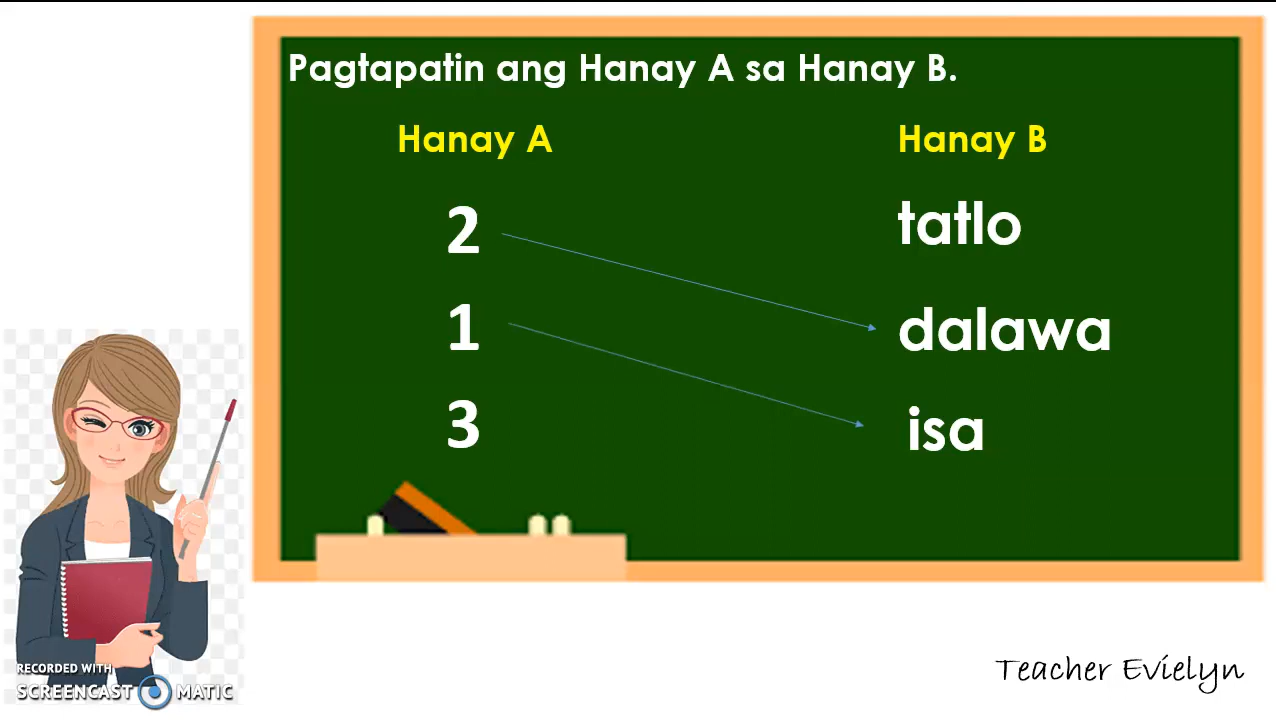 Pagtapatin ang Hanay A sa Hanay B.
Hanay A Hanay B
2 tatlo
1 dalawa
3 isa
RECORDED WITH
SCREENCAST MATIC
Teacher Evielyn